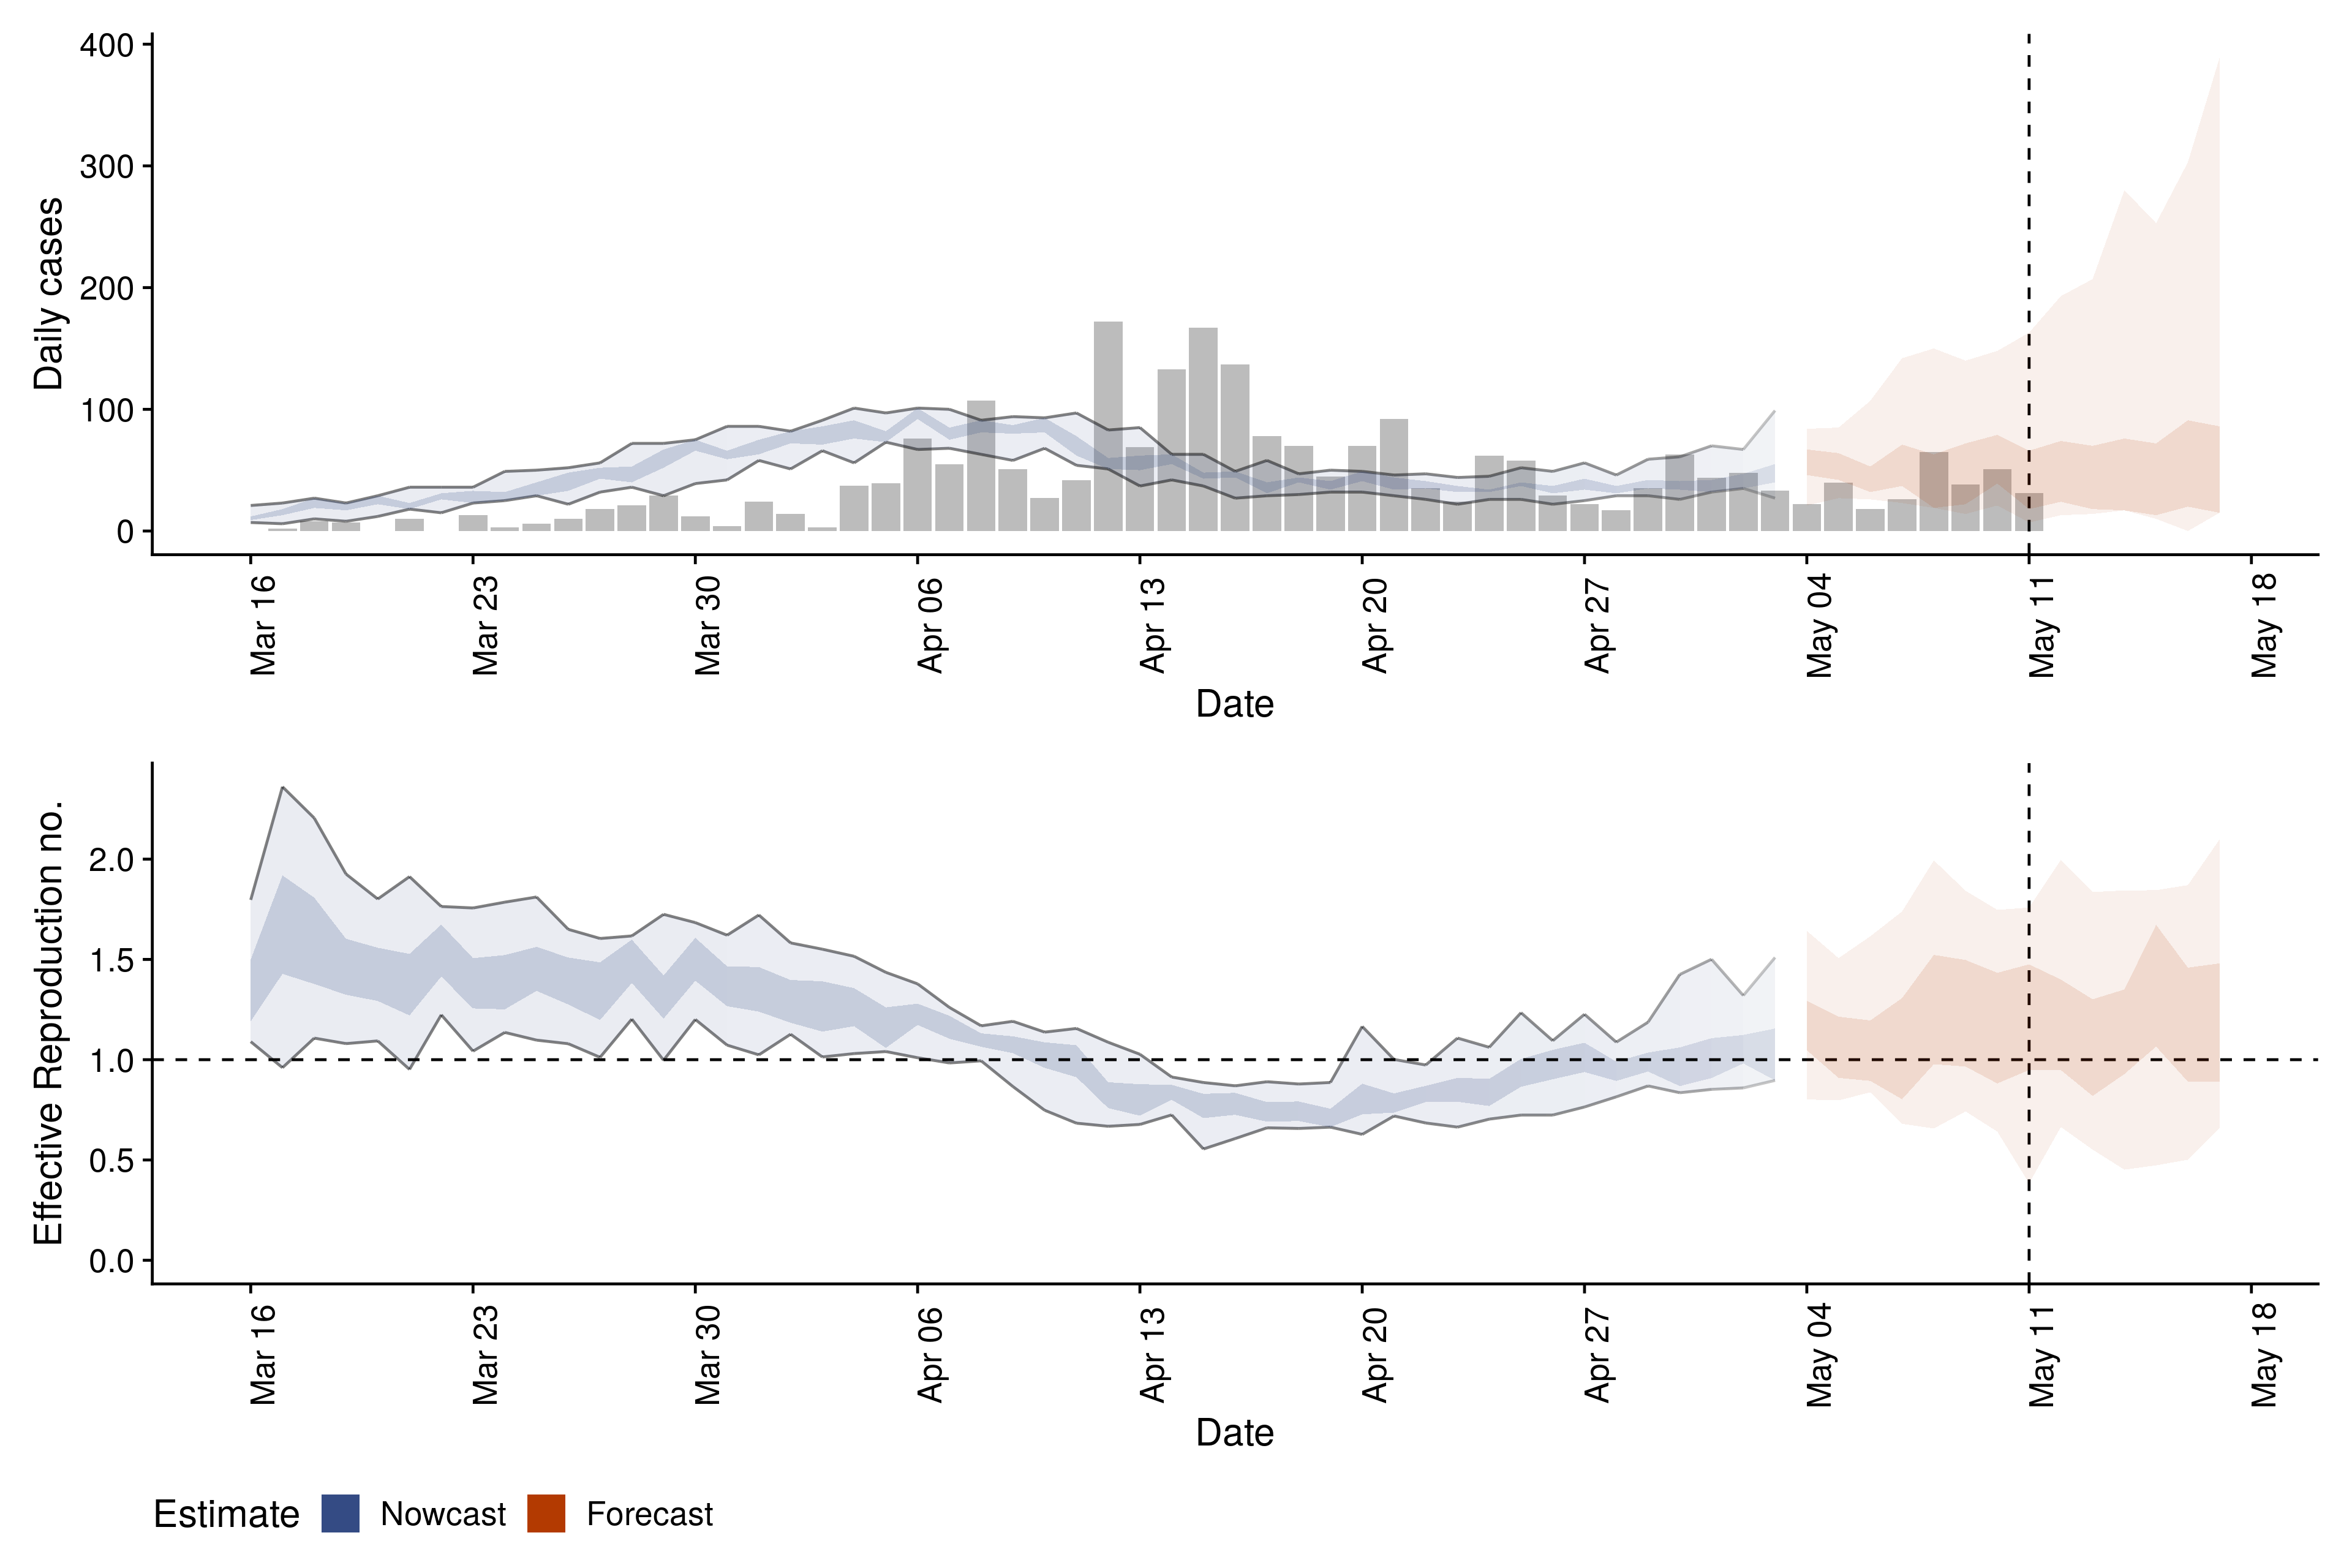 400
300
200
100
0
Daily cases
Mar 16
Mar 23
Mar 30
Apr 06
Apr 13
Apr 20
Apr 27
May 04
May 11
May 18
Date
2.0
1.5
1.0
0.5
0.0
Effective Reproduction no.
Mar 16
Mar 23
Mar 30
Apr 06
Apr 13
Apr 20
Apr 27
May 04
May 11
May 18
Date
Estimate Nowcast Forecast